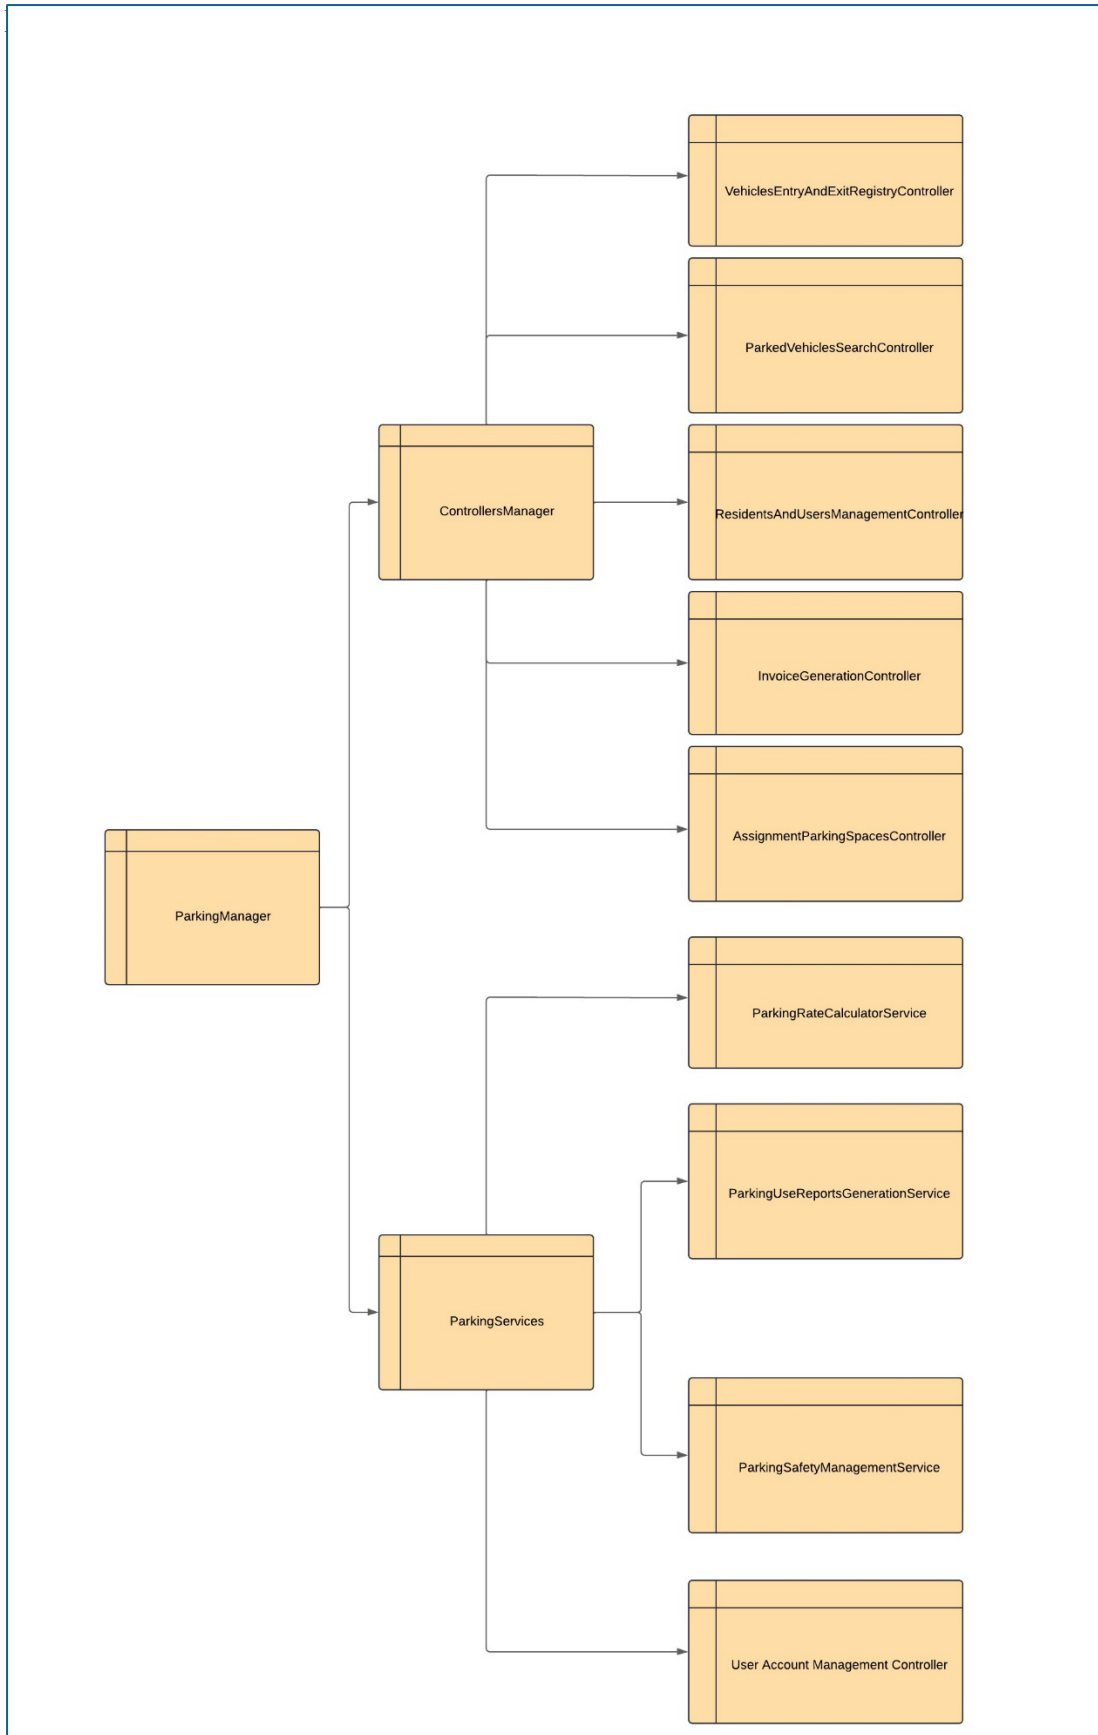 VehiclesEntryAndExitRegistryController
ParkedVehiclesSearchController
ControllersManager
ResidentsAndUsersManagementController
InvoiceGenerationController
AssignmentParkingSpacesController
ParkingManager
ParkingRateCalculatorService
ParkingUseReportsGenerationService
ParkingServices
ParkingSafetyManagementService
User Account Management Controller